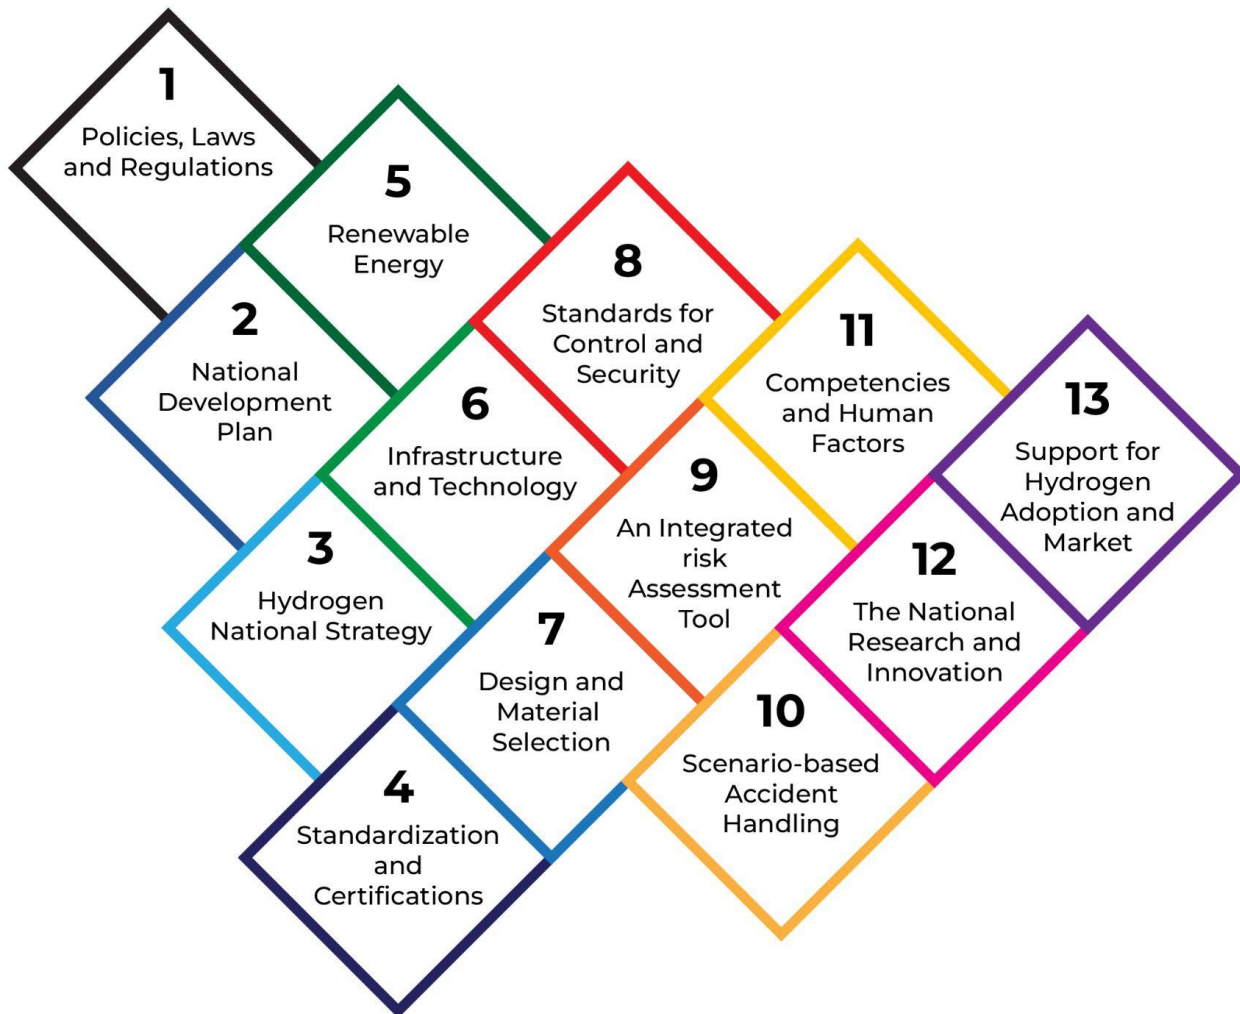 1
Policies, Laws
and Regulations
2
National
Development
Plan
3
Hydrogen
National Strategy
4
Standardization
and
Certifications
5
Renewable
Energy
6
Infrastructure
and Technology
7
Design and
Material
Selection
8
Standards for
Control and
Security
9
An Integrated
risk
Assessment
Tool
10
Scenario-based
Accident
Handling
11
Competencies
and Human
Factors
12
The National
Research and
Innovation
13
Support for
Hydrogen
Adoption and
Market